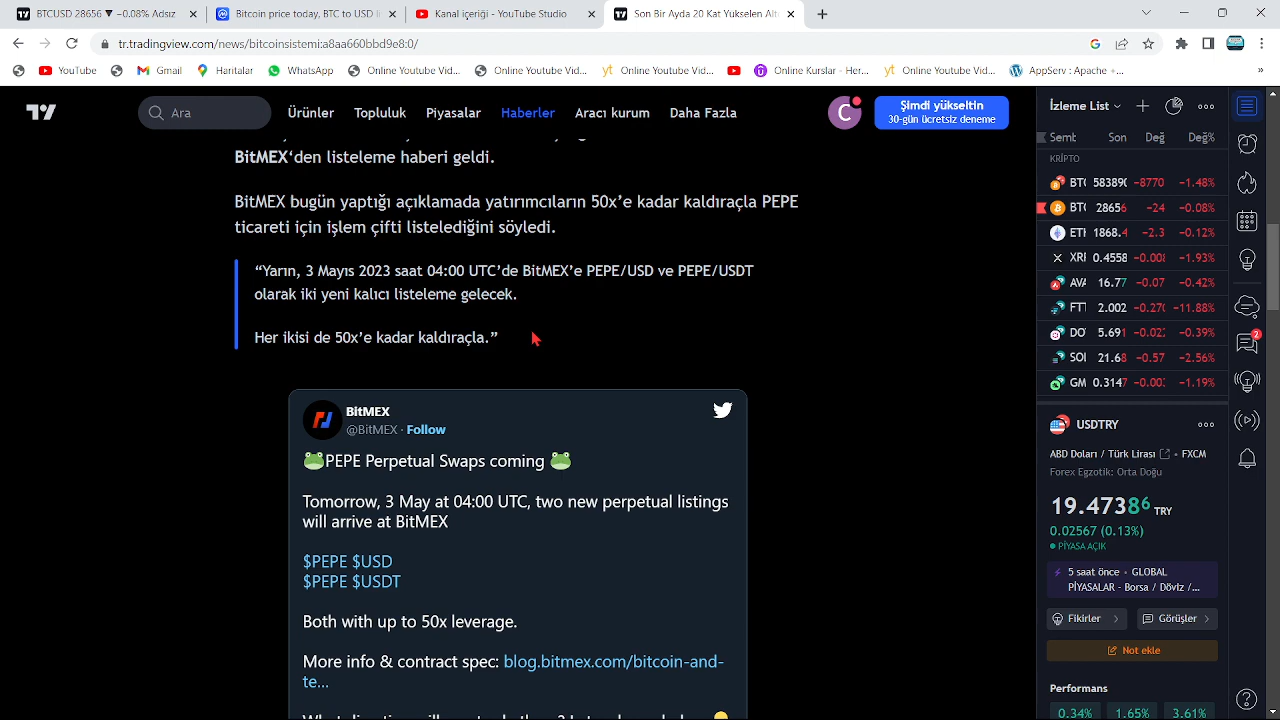 BTCUSD 28656 ▼ −0.08% Adsız
Bitcoin price today, BTC to USD li
Kanal içeriği - YouTube Studio
Son Bir Ayda 20 Kat Yükselen Alt
tr.tradingview.com/news/bitcoinsistemi:a8aa660bbd9e8:0/
YouTube
Gmail
Haritalar
WhatsApp
Online Youtube Vid...
Online Youtube Vid...
Online Youtube Vid...
Online Kurslar - Her...
Online Youtube Vid...
AppServ : Apache +...
»
Ara
Ürünler
Topluluk
Piyasalar
Haberler
Aracı kurum
Daha Fazla
C
Şimdi yükseltin
30-gün ücretsiz deneme
BitMEX‘den listeleme haberi geldi.
BitMEX bugün yaptığı açıklamada yatırımcıların 50x’e kadar kaldıraçla PEPE
ticareti için işlem çifti listelediğini söyledi.
“Yarın, 3 Mayıs 2023 saat 04:00 UTC’de BitMEX’e PEPE/USD ve PEPE/USDT
olarak iki yeni kalıcı listeleme gelecek.
Her ikisi de 50x’e kadar kaldıraçla.”
BitMEX
@BitMEX · Follow
🐸PEPE Perpetual Swaps coming 🐸
Tomorrow, 3 May at 04:00 UTC, two new perpetual listings
will arrive at BitMEX
$PEPE $USD
$PEPE $USDT
Both with up to 50x leverage.
More info & contract spec: blog.bitmex.com/bitcoin-and-
te…
İzleme List
Semb Son Değ Değ%
KRİPTO
BTC 583890 −8770 −1.48%
BTC 28656 −24 −0.08%
ETH 1868.4 −2.3 −0.12%
XRP 0.4558 −0.008 −1.93%
AVA 16.77 −0.07 −0.42%
FTT 2.002 −0.270 −11.88%
DOT 5.691 −0.022 −0.39%
SOL 21.68 −0.57 −2.56%
GM 0.3147 −0.003 −1.19%
2
USDTRY
ABD Doları / Türk Lirası • FXCM
Forex Egzotik: Orta Doğu
19.47386 TRY
0.02567 (0.13%)
PİYASA AÇIK
5 saat önce • GLOBAL
PİYASALAR - Borsa / Döviz /...
Fikirler
Görüşler
Not ekle
Performans
0.34% 1.65% 3.61%